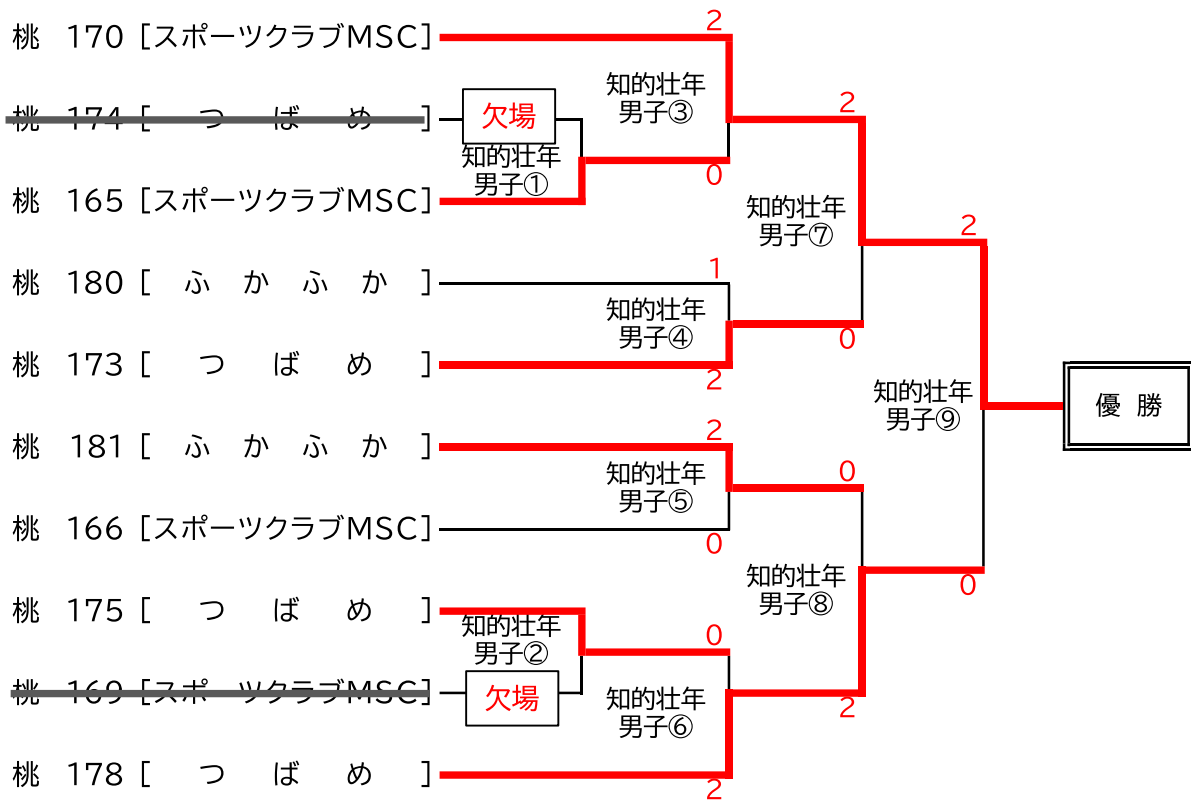 桃 170 [スポーツクラブMSC]
2
知的壮年
男子③
2
桃 174 [ つ ば め ]
欠場
知的壮年
男子①
0
桃 165 [スポーツクラブMSC]
知的壮年
男子⑦
2
桃 180 [ ふ か ふ か ]
1
知的壮年
男子④
0
桃 173 [ つ ば め ]
2
知的壮年
男子⑨
優 勝
桃 181 [ ふ か ふ か ]
2
知的壮年
男子⑤
0
桃 166 [スポーツクラブMSC]
0
知的壮年
男子⑧
0
桃 175 [ つ ば め ]
知的壮年
男子②
0
桃 169 [スポーツクラブMSC]
欠場
知的壮年
男子⑥
2
桃 178 [ つ ば め ]
2